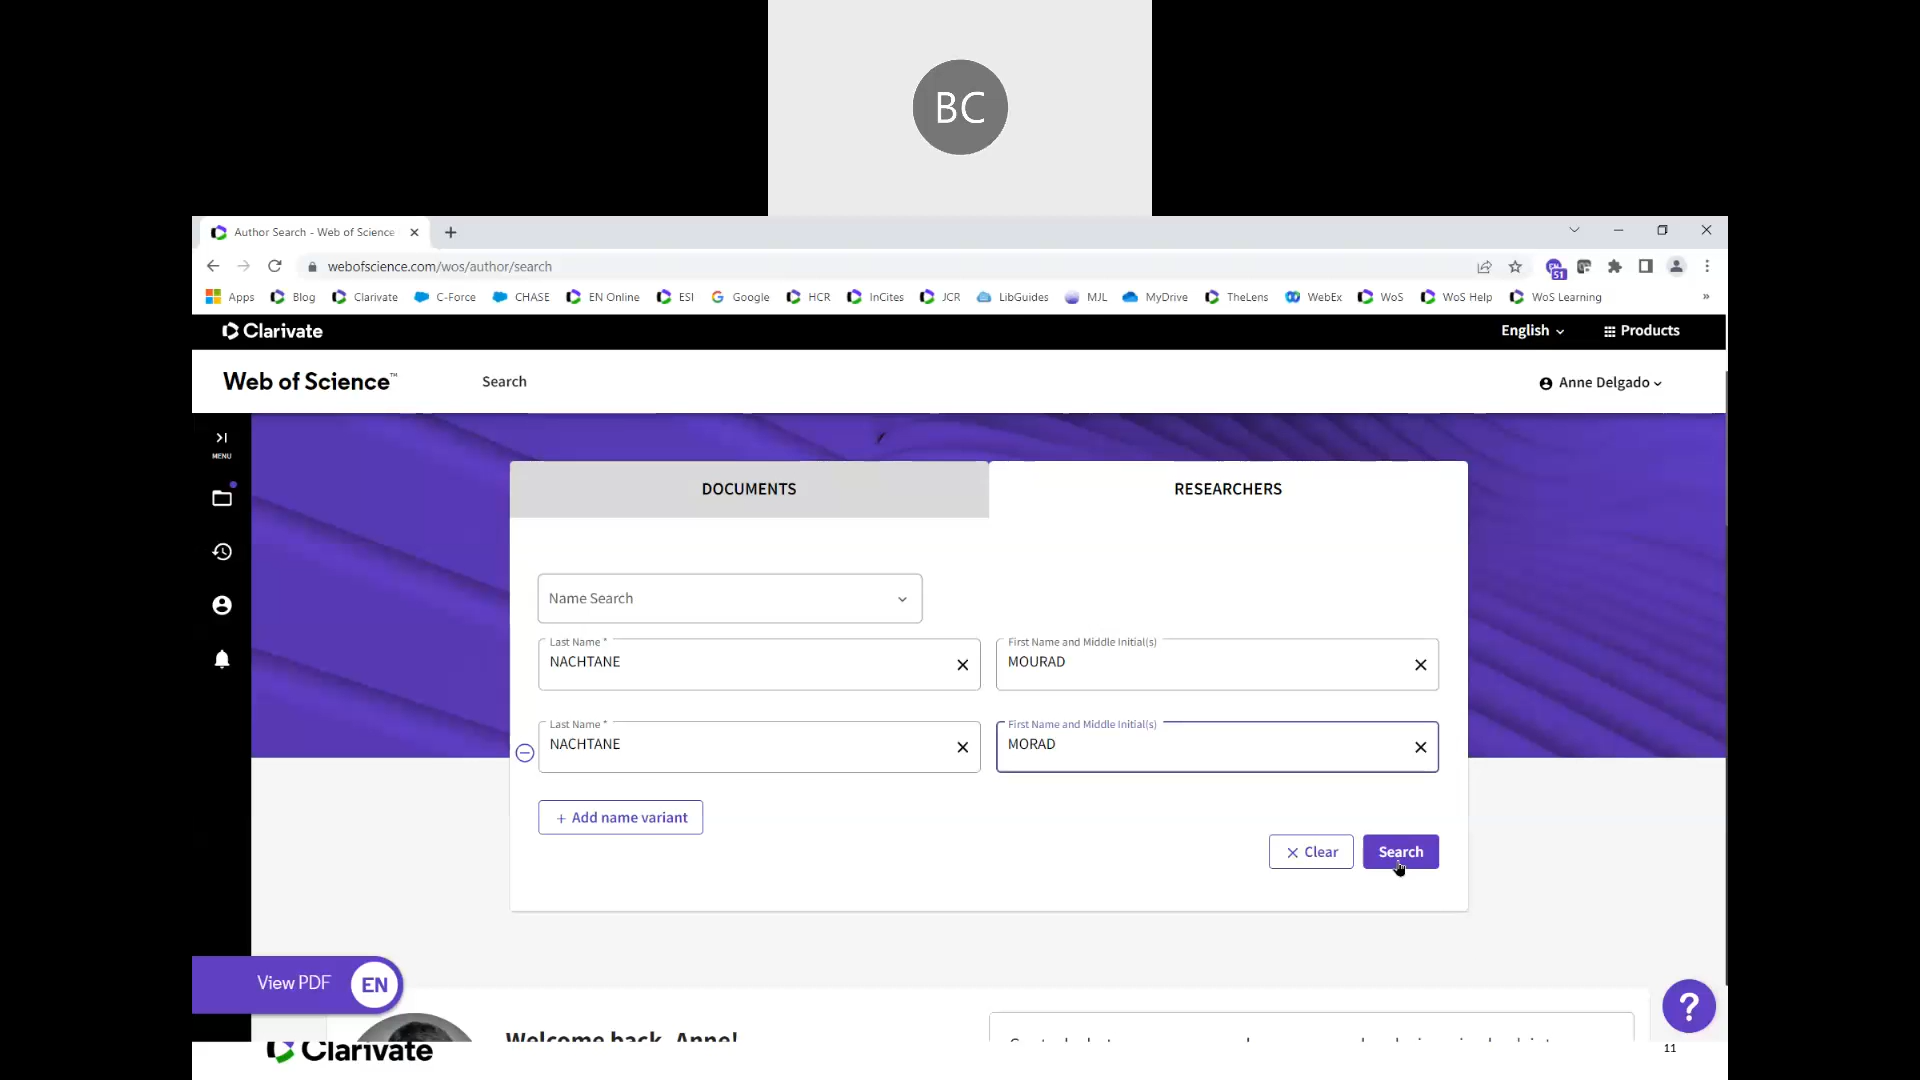 BC
Author Search - Web of Science
webofscience.com/wos/author/search
51
Apps Blog Clarivate C-Force CHASE EN Online ESI Google HCR InCites JCR LibGuides MJL MyDrive TheLens WebEx WoS WoS Help WoS Learning »
Clarivate English Products
Web of Science™ Search Anne Delgado
MENU
DOCUMENTS RESEARCHERS
Name Search
Last Name * First Name and Middle Initial(s)
NACHTANE MOURAD
Last Name * First Name and Middle Initial(s)
NACHTANE MORAD
+ Add name variant
Clear Search
View PDF EN
?
Welcome back, Anne!
Clarivate
11